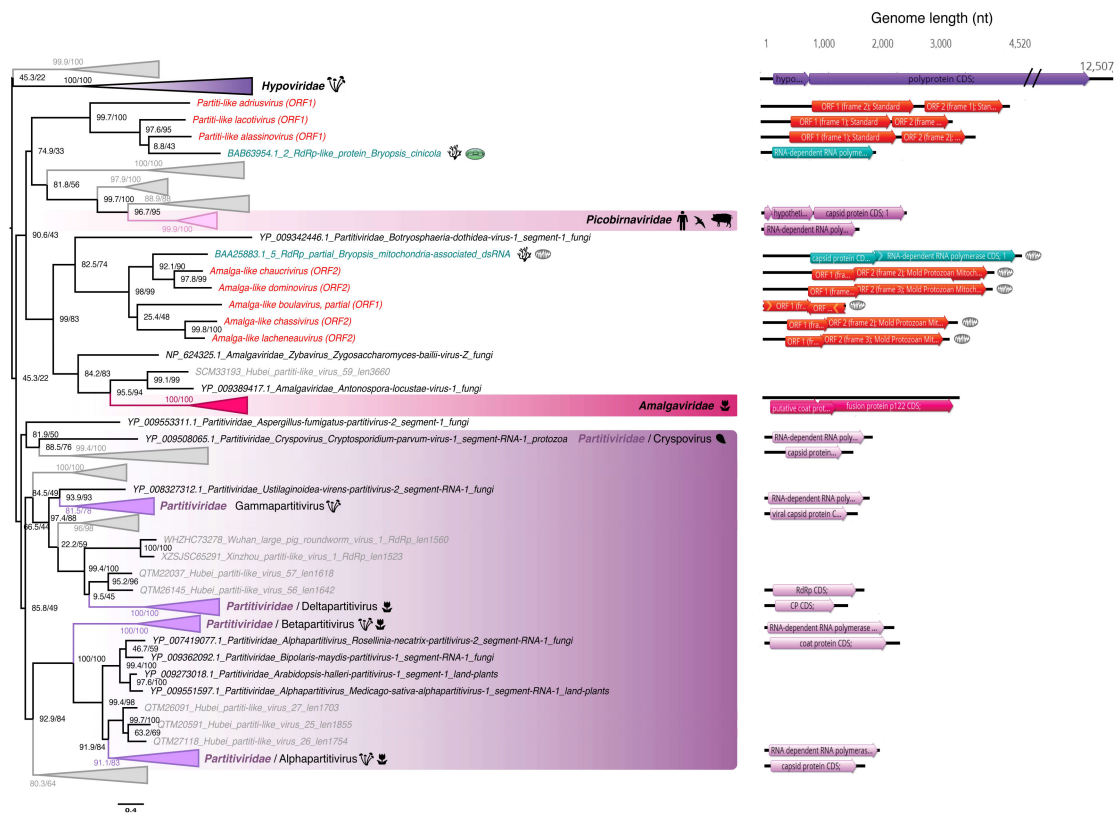 Genome length (nt)
1 1,000 2,000 3,000 4,520
12,507
99.9/100
45.3/22
100/100
Hypoviridae
hypo... polyprotein CDS;
Partiti-like adriusvirus (ORF1)
ORF 1 (frame 2); Standard ORF 2 (frame 1); Stan...
99.7/100
Partiti-like lacotivirus (ORF1)
ORF 1 (frame 1); Standard ORF 2 (frame ...
97.6/95
Partiti-like alassinovirus (ORF1)
ORF 1 (frame 1); Standard ORF 2 (frame 2); ...
8.8/43
74.9/33
BAB63954.1_2_RdRp-like_protein_Bryopsis_cinicola
RNA-dependent RNA polyme...
100/100
81.8/56
97.9/100
99.7/100
88.9/88
96.7/95
99.9/100
Picobirnaviridae
hypotheti... capsid protein CDS; 1
RNA-dependent RNA poly...
90.6/43
YP_009342446.1_Partitiviridae_Botryosphaeria-dothidea-virus-1_segment-1_fungi
82.5/74
BAA25883.1_5_RdRp_partial_Bryopsis_mitochondria-associated_dsRNA
capsid protein CD... RNA-dependent RNA polymerase CDS; 1
92.1/90
Amalga-like chaucrivirus (ORF2)
ORF 1 (fra... ORF 2 (frame 2); Mold Protozoan Mitoch...
97.8/99
98/99
Amalga-like dominovirus (ORF2)
ORF 1 (frame... ORF 2 (frame 3); Mold Protozoan Mitoch...
Amalga-like boulavirus, partial (ORF1)
ORF 1 (fr... ORF ...
25.4/48
Amalga-like chassivirus (ORF2)
ORF 1 (fra... ORF 2 (frame 2); Mold Protozoan Mit...
99.8/100
99/83
Amalga-like lacheneauvirus (ORF2)
ORF 1 (fr... ORF 2 (frame 3); Mold Protozoan Mit...
NP_624325.1_Amalgaviridae_Zybavirus_Zygosaccharomyces-bailii-virus-Z_fungi
84.2/83
SCM33193_Hubei_partiti-like_virus_59_len3660
99.1/99
45.3/22
95.5/94
YP_009389417.1_Amalgaviridae_Antonospora-locustae-virus-1_fungi
100/100
Amalgaviridae
putative coat prot... fusion protein p122 CDS;
YP_009553311.1_Partitiviridae_Aspergillus-fumigatus-partitivirus-2_segment-1_fungi
81.9/50
YP_009508065.1_Partitiviridae_Cryspovirus_Cryptosporidium-parvum-virus-1_segment-RNA-1_protozoa
Partitiviridae / Cryspovirus
RNA-dependent RNA poly...
88.5/76
99.4/100
capsid protein...
100/100
84.5/49
YP_008327312.1_Partitiviridae_Ustilaginoidea-virens-partitivirus-2_segment-RNA-1_fungi
93.9/93
RNA-dependent RNA poly...
81.5/78
Partitiviridae Gammapartitivirus
97.4/88
viral capsid protein C...
66.5/44
96/98
WHZHC73278_Wuhan_large_pig_roundworm_virus_1_RdRp_len1560
22.2/59
100/100
XZSJSC65291_Xinzhou_partiti-like_virus_1_RdRp_len1523
99.4/100
QTM22037_Hubei_partiti-like_virus_57_len1618
95.2/96
QTM26145_Hubei_partiti-like_virus_56_len1642
RdRp CDS;
9.5/45
85.8/49
Partitiviridae / Deltapartitivirus
100/100
CP CDS;
Partitiviridae / Betapartitivirus
100/100
RNA-dependent RNA polymerase ...
YP_007419077.1_Partitiviridae_Alphapartitivirus_Rosellinia-necatrix-partitivirus-2_segment-RNA-1_fungi
coat protein CDS;
46.7/59
100/100
YP_009362092.1_Partitiviridae_Bipolaris-maydis-partitivirus-1_segment-RNA-1_fungi
99.4/100
YP_009273018.1_Partitiviridae_Arabidopsis-halleri-partitivirus-1_segment-1_land-plants
97.6/100
YP_009551597.1_Partitiviridae_Alphapartitivirus_Medicago-sativa-alphapartitivirus-1_segment-RNA-1_land-plants
99.4/98
QTM26091_Hubei_partiti-like_virus_27_len1703
92.9/84
99.7/100
QTM20591_Hubei_partiti-like_virus_25_len1855
63.2/69
QTM27118_Hubei_partiti-like_virus_26_len1754
91.9/84
RNA dependent RNA polymeras...
Partitiviridae / Alphapartitivirus
91.1/83
capsid protein CDS;
80.3/64
0.4